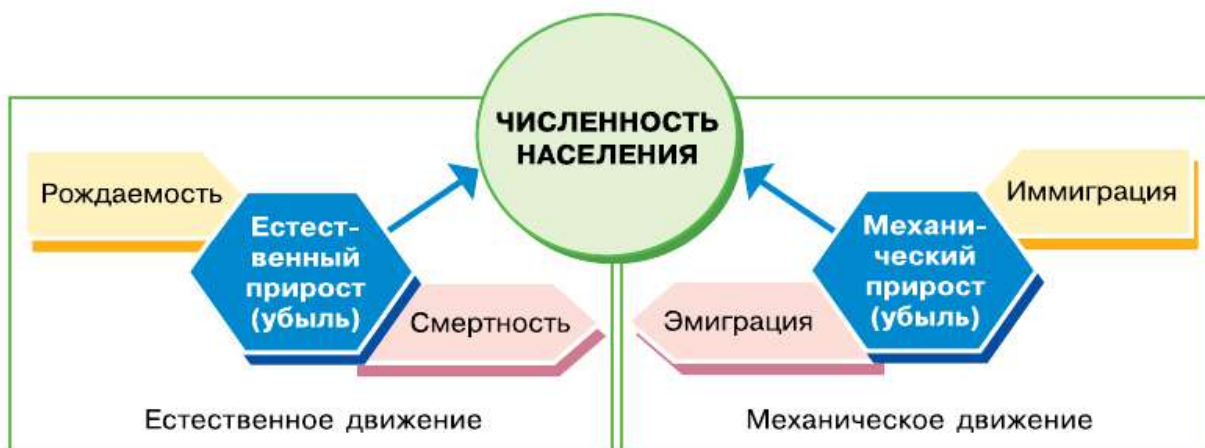 ЧИСЛЕННОСТЬ
НАСЕЛЕНИЯ
Рождаемость
Естест-
венный
прирост
(убыль)
Смертность
Естественное движение
Иммиграция
Механи-
ческий
прирост
(убыль)
Эмиграция
Механическое движение